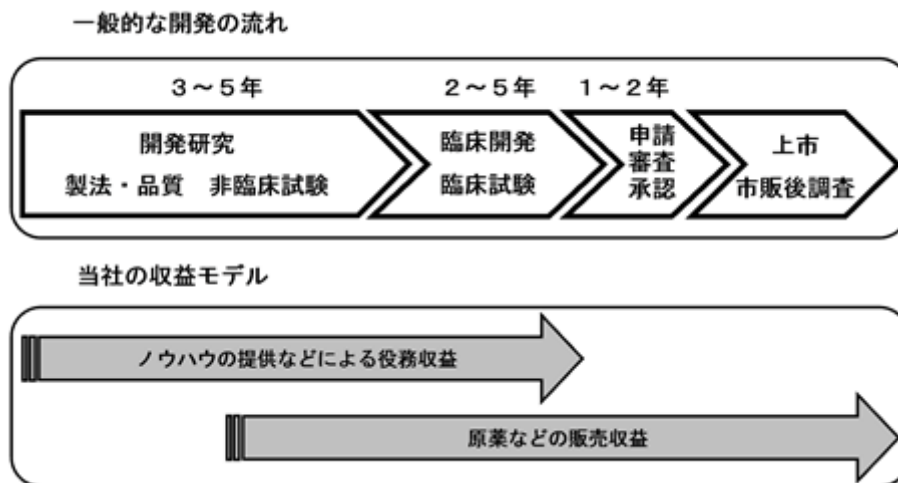 一般的な開発の流れ
3～5年
2～5年
1～2年
開発研究
製法・品質　非臨床試験
臨床開発
臨床試験
申請
審査
承認
上市
市販後調査
当社の収益モデル
ノウハウの提供などによる役務収益
原薬などの販売収益